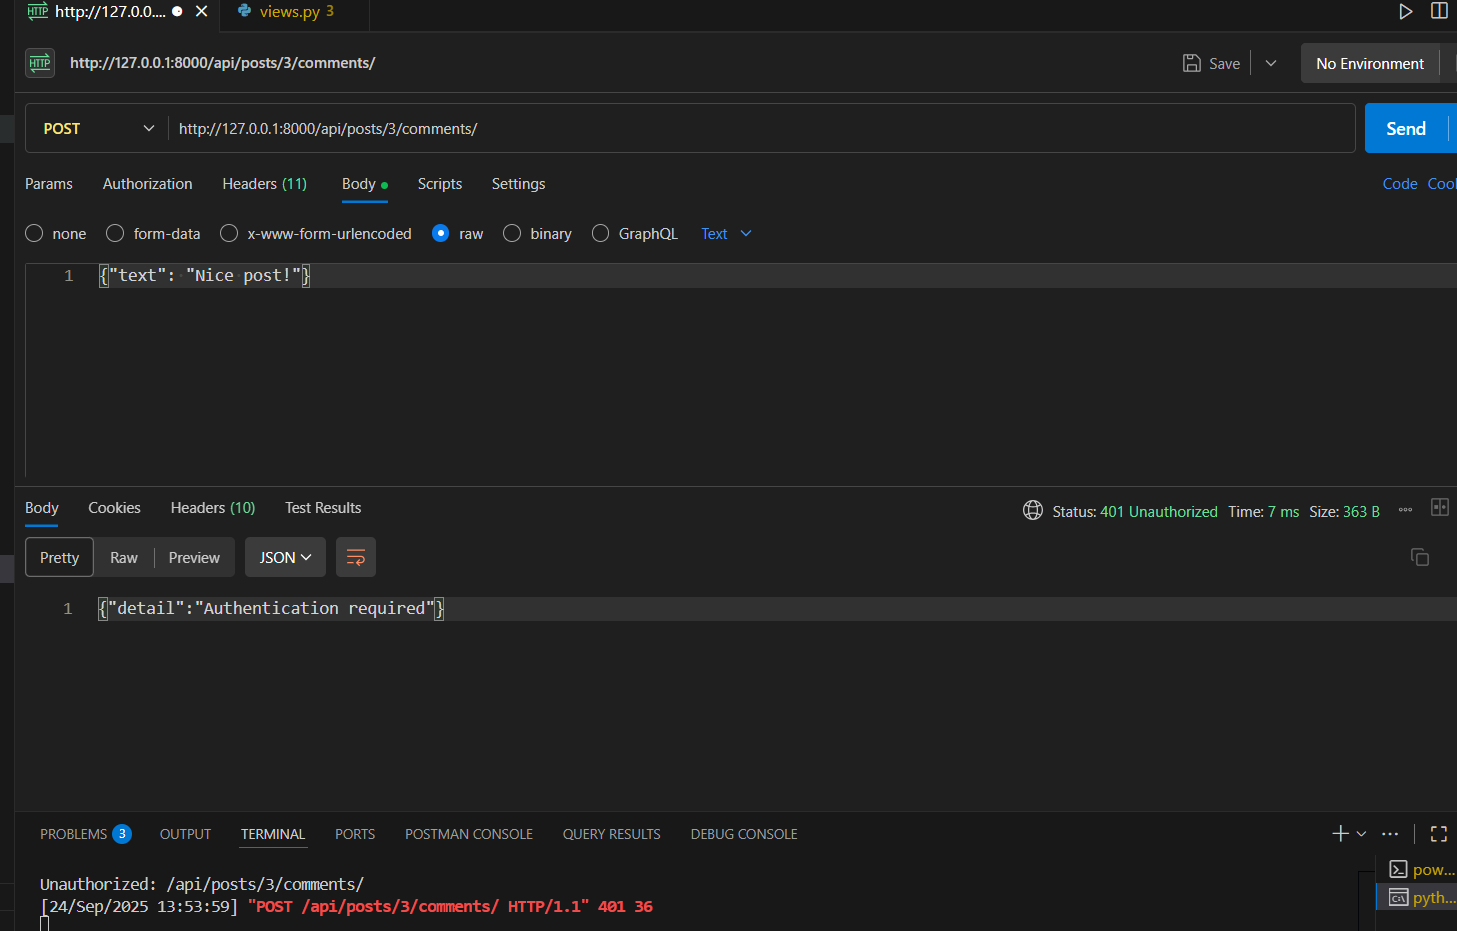 HTTP http://127.0.0.... views.py 3
HTTP http://127.0.0.1:8000/api/posts/3/comments/ Save No Environment
POST http://127.0.0.1:8000/api/posts/3/comments/ Send
Params Authorization Headers (11) Body Scripts Settings Code Cool
none form-data x-www-form-urlencoded raw binary GraphQL Text
1 {"text": "Nice post!"}
Body Cookies Headers (10) Test Results Status: 401 Unauthorized Time: 7 ms Size: 363 B
Pretty Raw Preview JSON
1 {"detail":"Authentication required"}
PROBLEMS 3 OUTPUT TERMINAL PORTS POSTMAN CONSOLE QUERY RESULTS DEBUG CONSOLE
Unauthorized: /api/posts/3/comments/ pow...
[24/Sep/2025 13:53:59] "POST /api/posts/3/comments/ HTTP/1.1" 401 36 pyth...